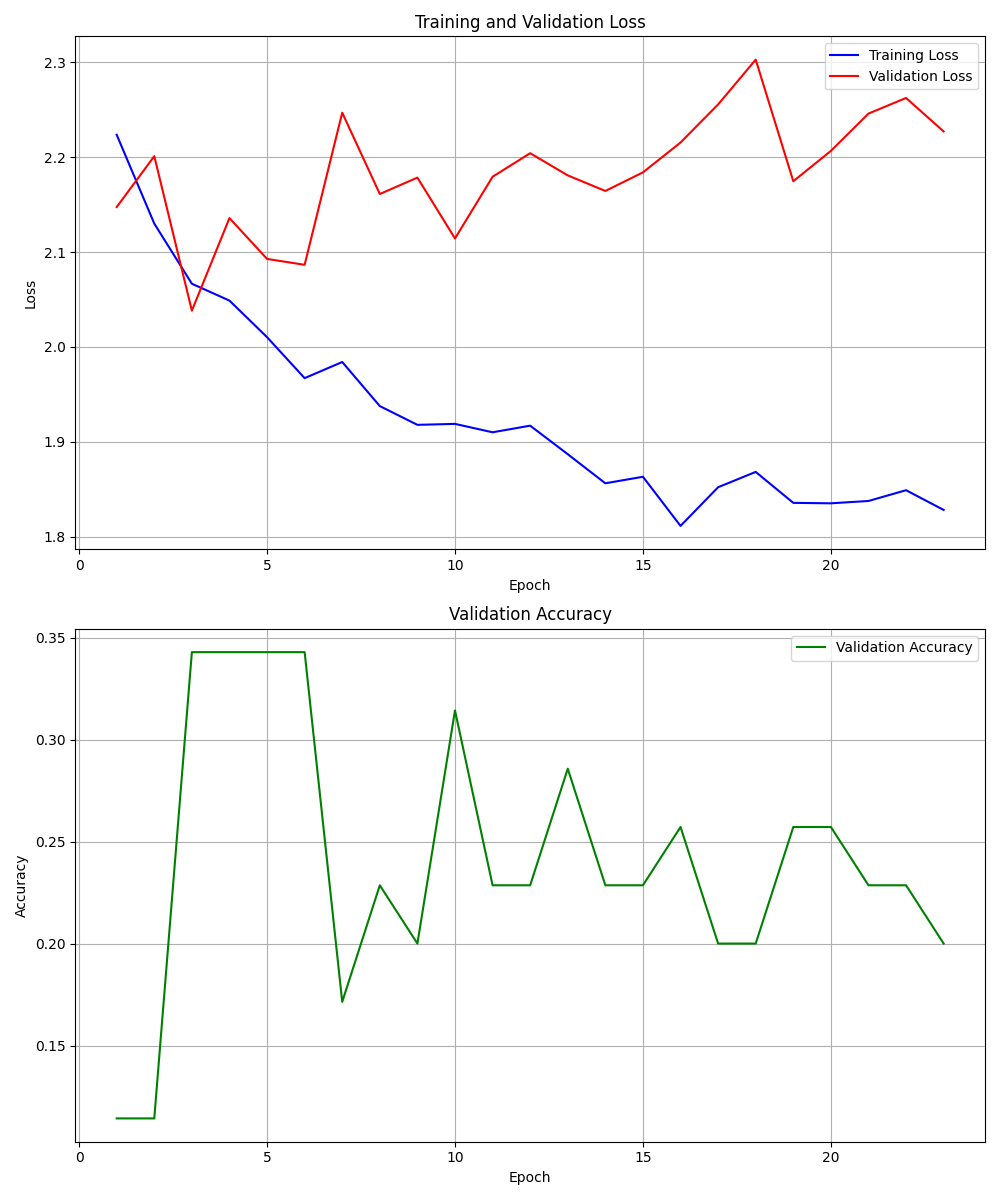 Training and Validation Loss
Training Loss
Validation Loss
2.3
2.2
2.1
2.0
1.9
1.8
Loss
0 5 10 15 20
Epoch
Validation Accuracy
Validation Accuracy
0.35
0.30
0.25
0.20
0.15
Accuracy
0 5 10 15 20
Epoch